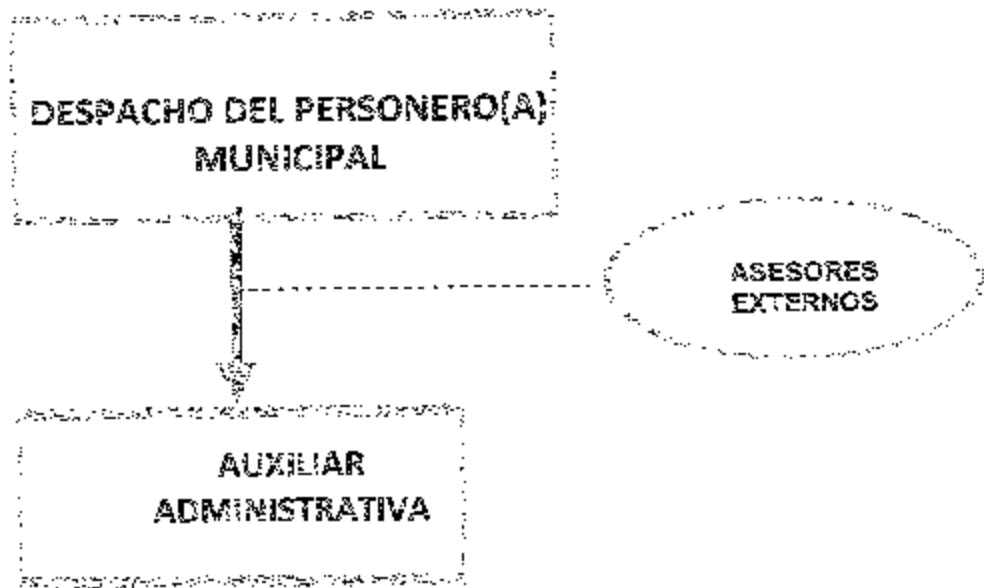 DESPACHO DEL PERSONERO(A)
MUNICIPAL
ASESORES
EXTERNOS
AUXILIAR
ADMINISTRATIVA